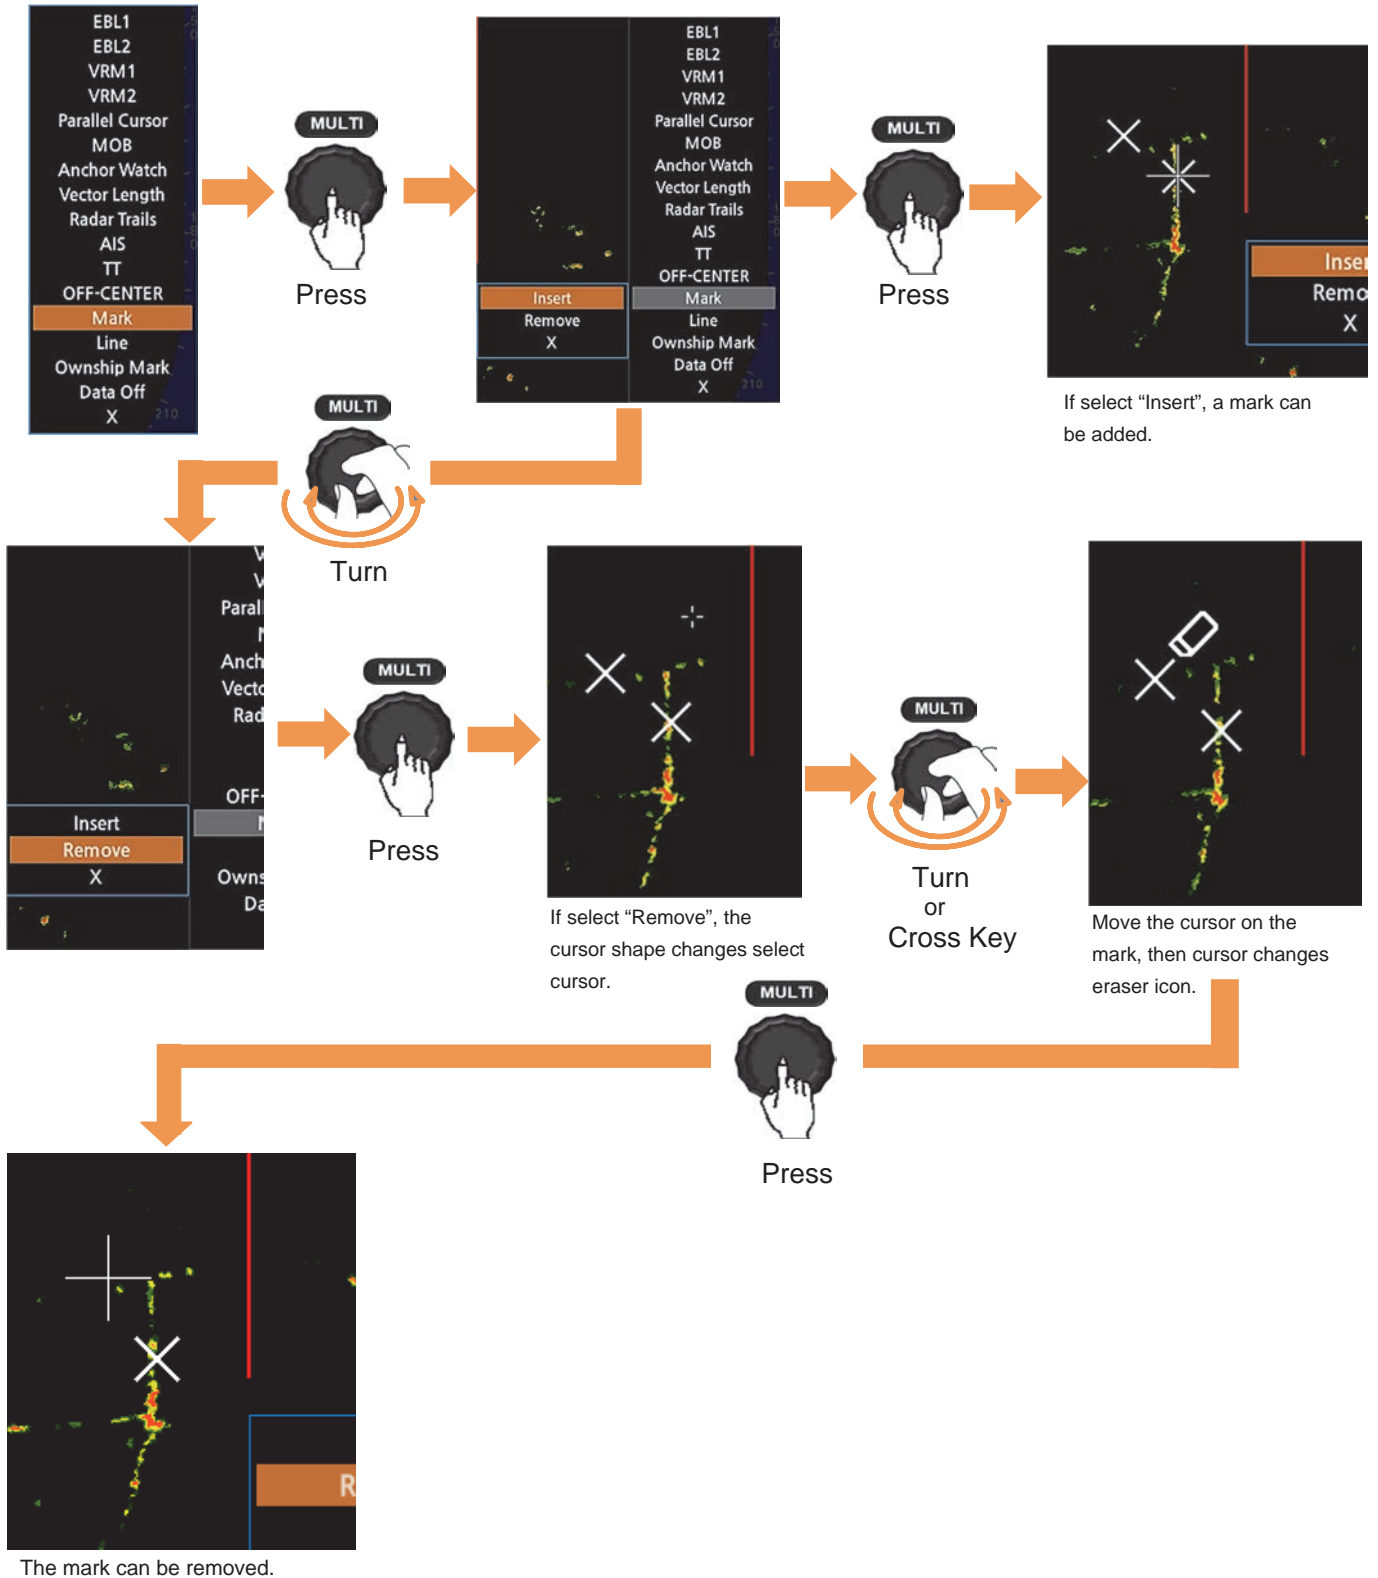 EBL1
EBL2
VRM1
VRM2
Parallel Cursor
MOB
Anchor Watch
Vector Length
Radar Trails
AIS
TT
OFF-CENTER
Mark
Line
Ownship Mark
Data Off
X
210
MULTI
Press
EBL1
EBL2
VRM1
VRM2
Parallel Cursor
MOB
Anchor Watch
Vector Length
Radar Trails
AIS
TT
OFF-CENTER
Mark
Line
Ownship Mark
Data Off
X
210
Insert
Remove
X
MULTI
Press
Inser
Remo
X
If select “Insert”, a mark can
be added.
MULTI
Turn
V
V
Parall
Anch
Vecto
Rad
OFF-
Owns
Da
Insert
Remove
X
MULTI
Press
If select “Remove”, the
cursor shape changes select
cursor.
MULTI
Turn
or
Cross Key
Move the cursor on the
mark, then cursor changes
eraser icon.
MULTI
Press
R
The mark can be removed.